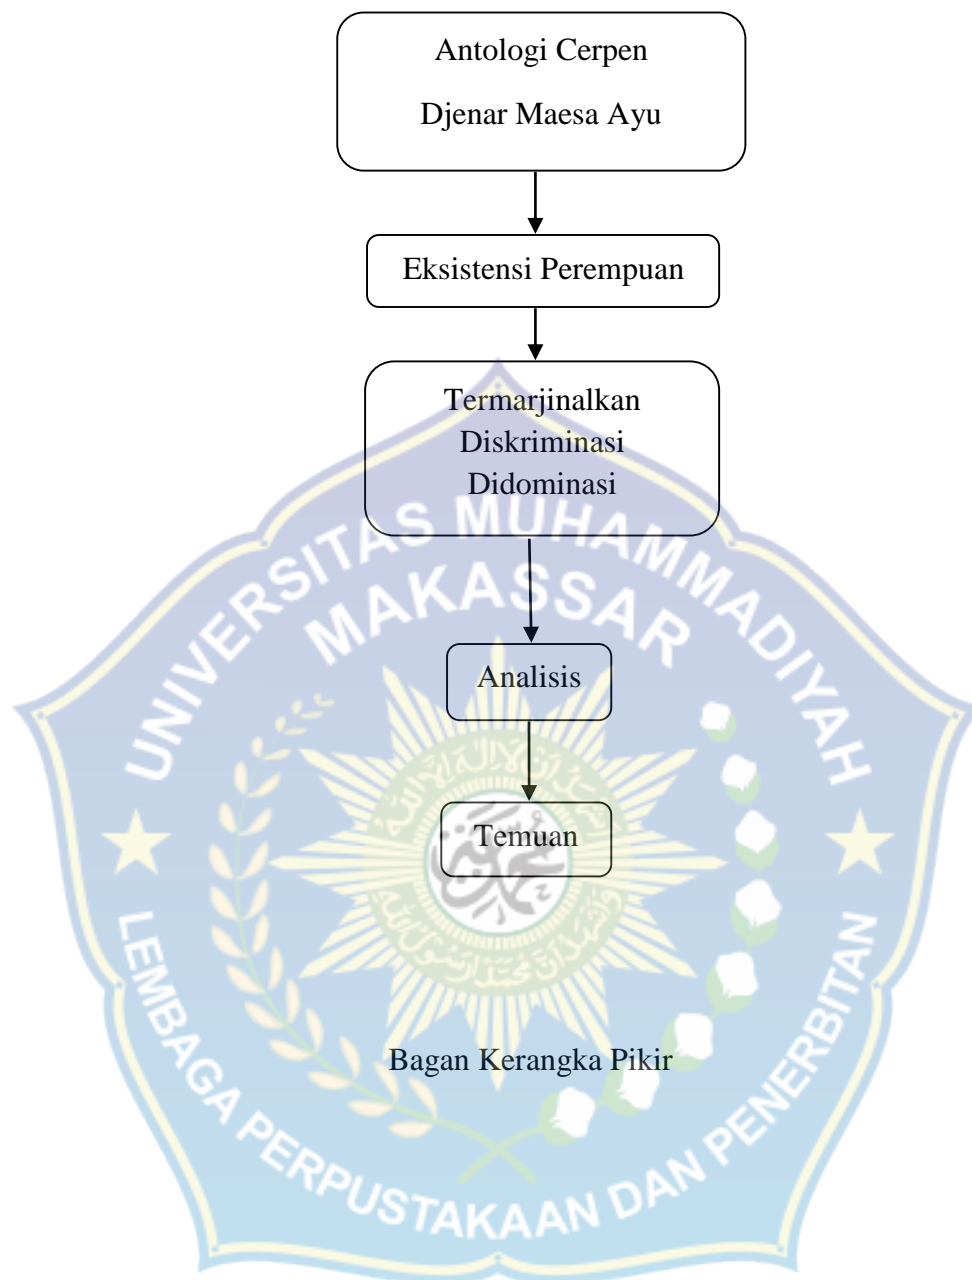 Antologi Cerpen
Djenar Maesa Ayu
Eksistensi Perempuan
Termarjinalkan
Diskriminasi
Didominasi
UNIVERSITAS MUHAMMADIYAH
MAKASSAR
Analisis
Temuan
Bagan Kerangka Pikir
LEMBAGA PERPUSTAKAAN DAN PENERBITAN